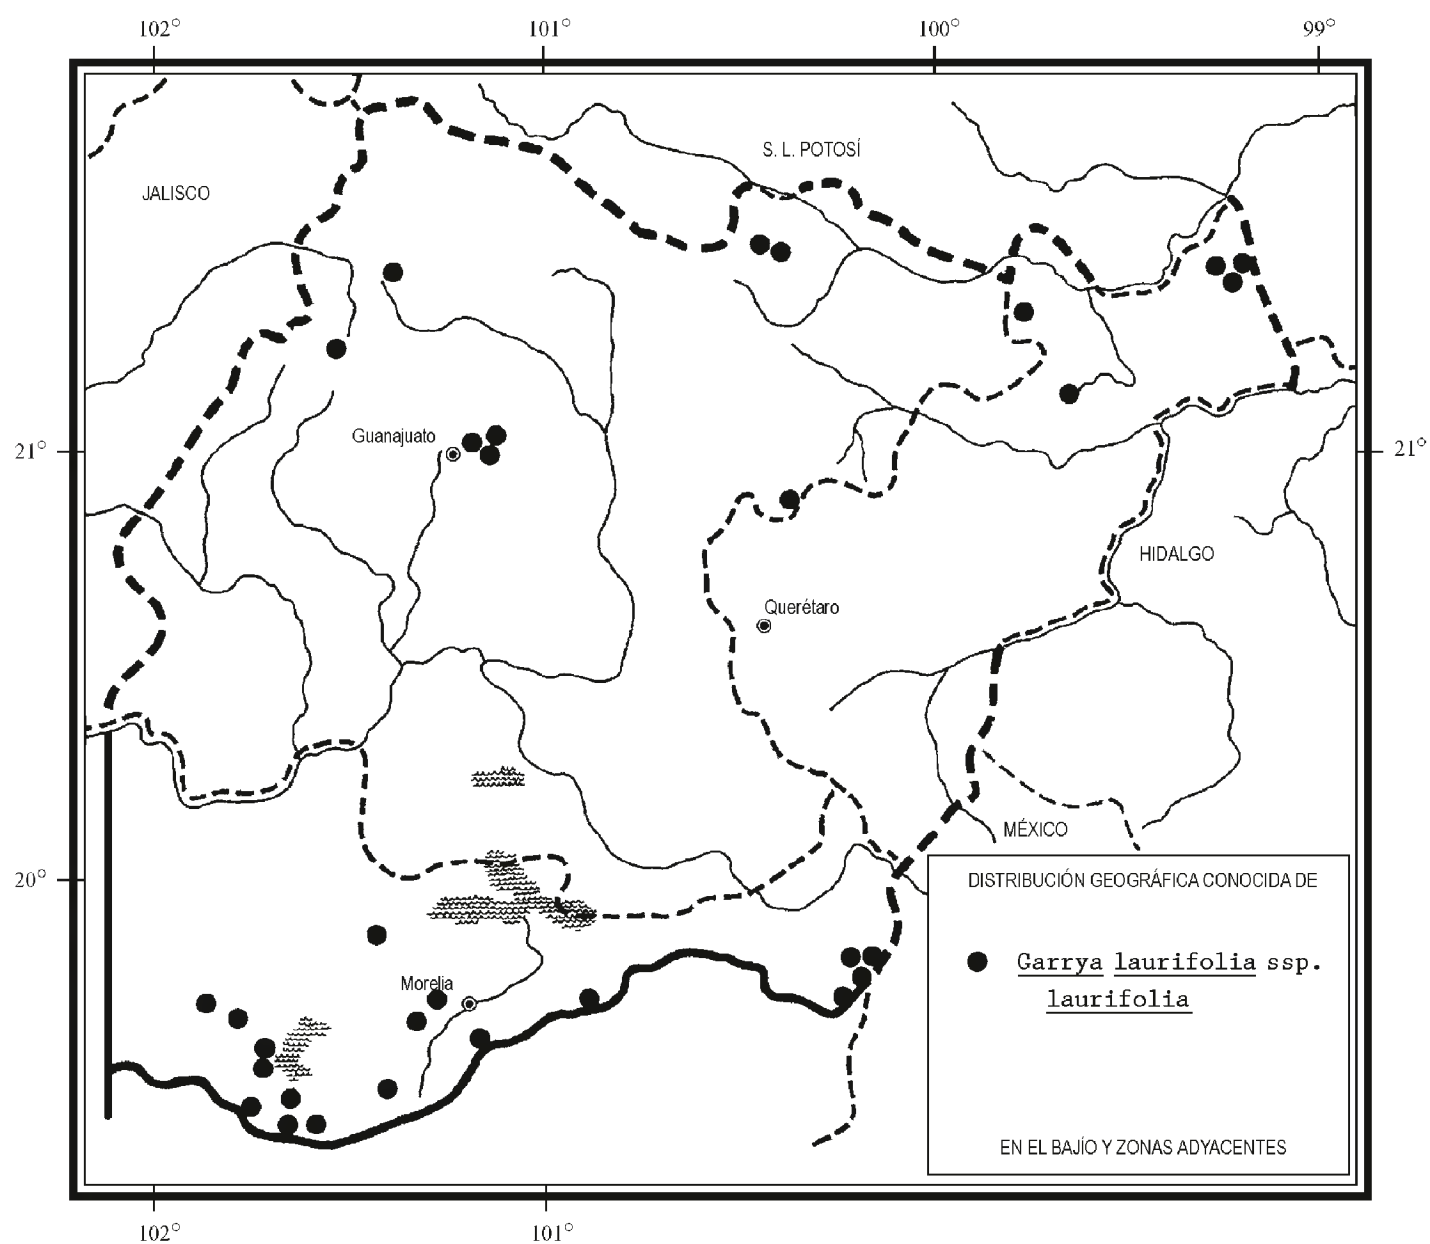 102° 101° 100° 99°
S. L. POTOSÍ
JALISCO
Guanajuato
21° 21°
HIDALGO
Querétaro
MÉXICO
20°
DISTRIBUCIÓN GEOGRÁFICA CONOCIDA DE
Garrya laurifolia ssp.
laurifolia
Morelia
EN EL BAJÍO Y ZONAS ADYACENTES
102° 101°